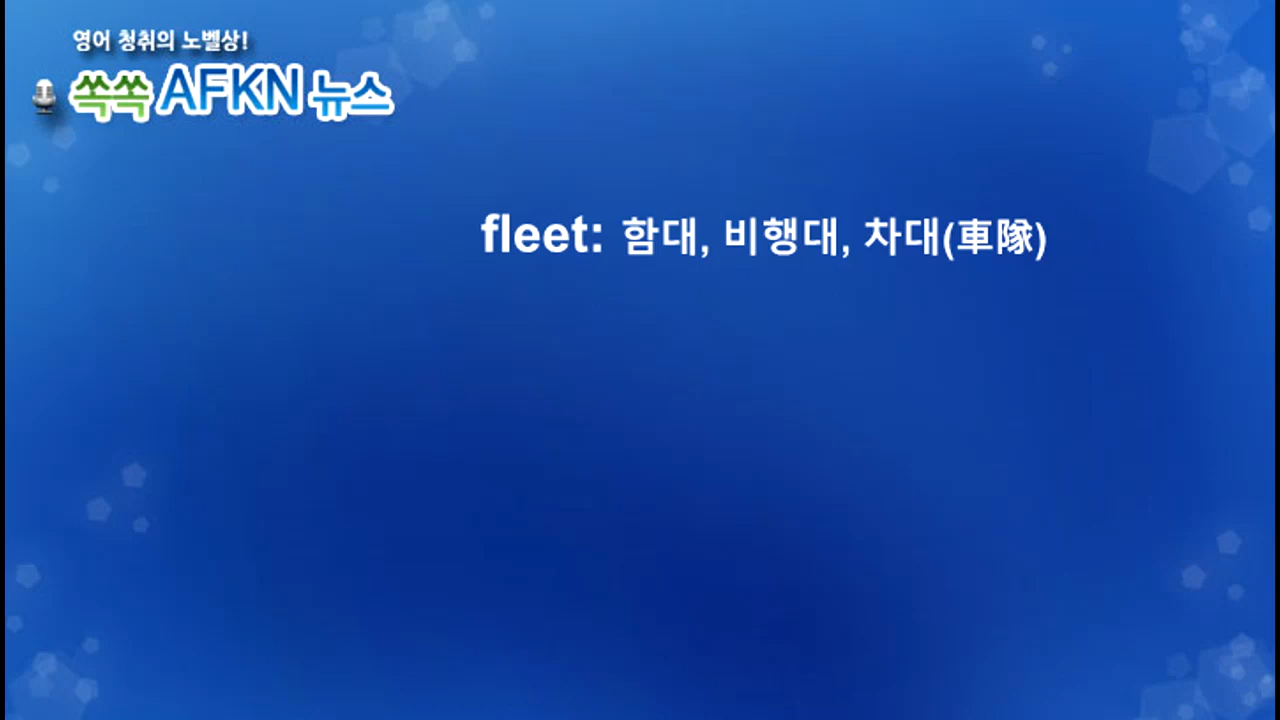 영어 청취의 노벨상!
쏙쏙 AFKN 뉴스
fleet: 함대, 비행대, 차대(車隊)